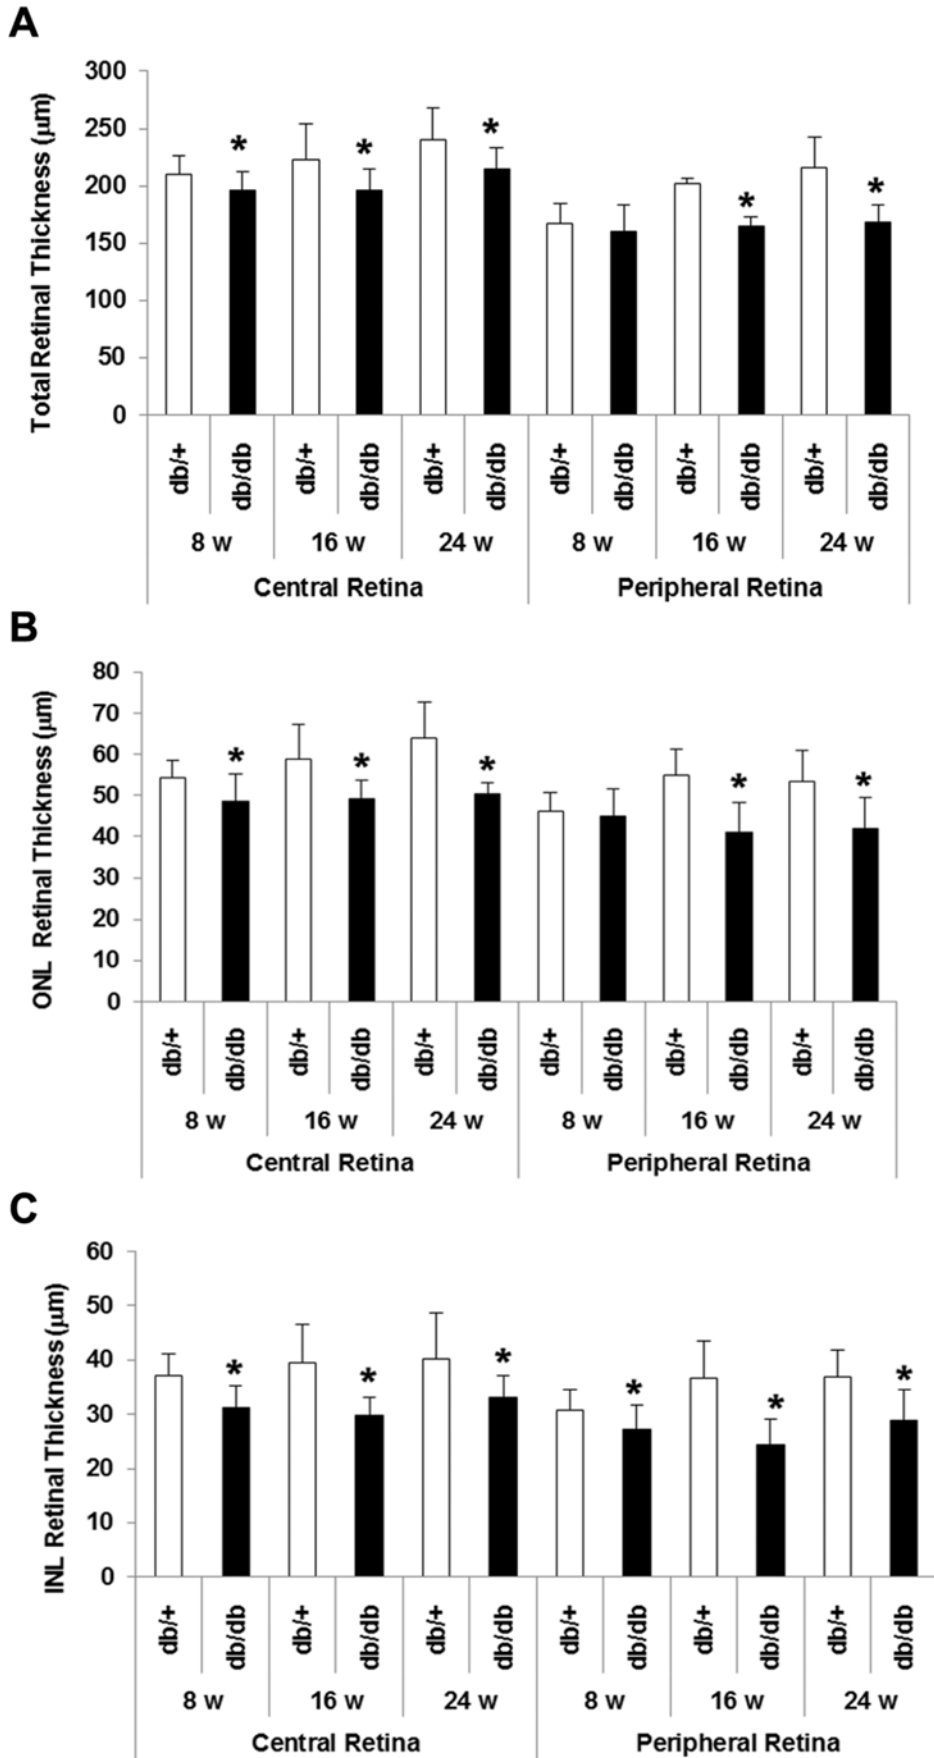 A
Total Retinal Thickness (µm)
300
250
200
150
100
50
0
* * * * *
db/+ db/db db/+ db/db db/+ db/db db/+ db/db db/+ db/db db/+ db/db
8 w 16 w 24 w 8 w 16 w 24 w
Central Retina Peripheral Retina
B
ONL Retinal Thickness (µm)
80
70
60
50
40
30
20
10
0
* * * * *
db/+ db/db db/+ db/db db/+ db/db db/+ db/db db/+ db/db db/+ db/db
8 w 16 w 24 w 8 w 16 w 24 w
Central Retina Peripheral Retina
C
INL Retinal Thickness (µm)
60
50
40
30
20
10
0
* * * * * *
db/+ db/db db/+ db/db db/+ db/db db/+ db/db db/+ db/db db/+ db/db
8 w 16 w 24 w 8 w 16 w 24 w
Central Retina Peripheral Retina